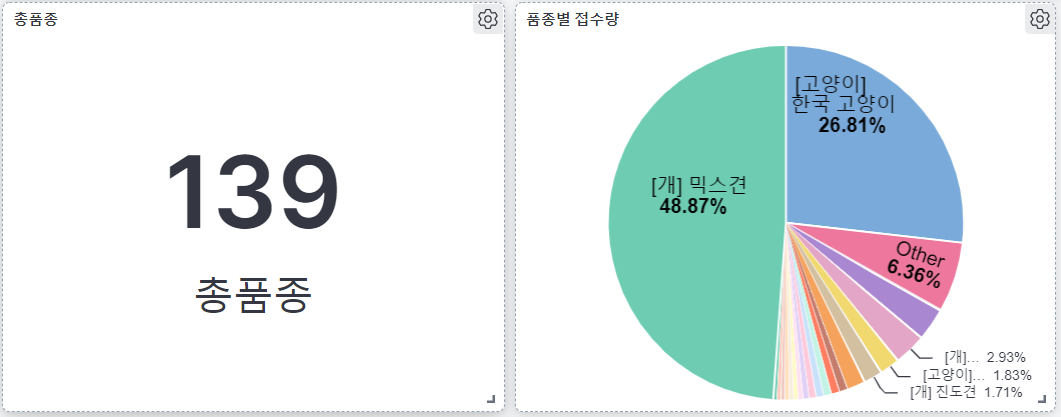 총품종
139
총품종
품종별 접수량
[고양이]
한국 고양이
26.81%
[개] 믹스견
48.87%
Other
6.36%
[개]... 2.93%
[고양이]... 1.83%
[개] 진도견 1.71%